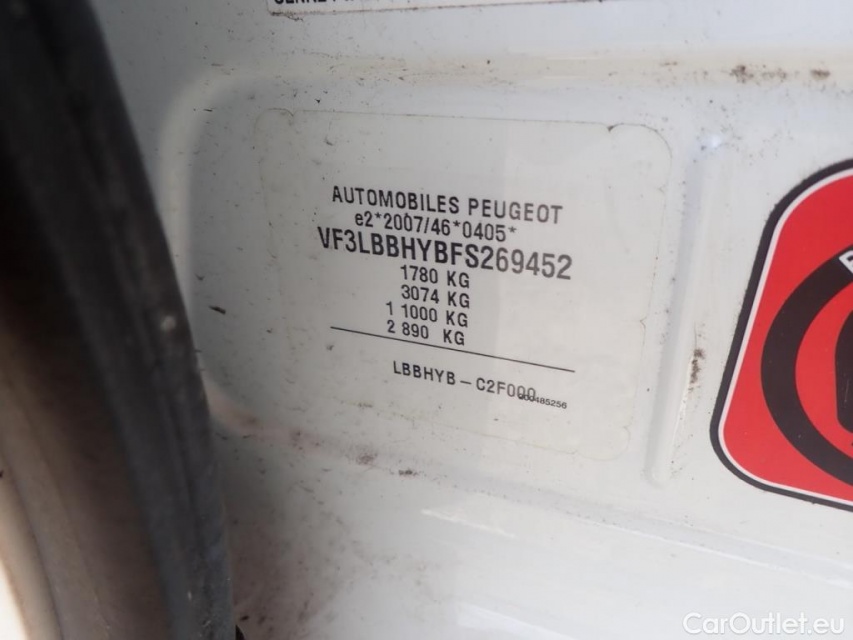 AUTOMOBILES PEUGEOT
e2*2007/46*0405*
VF3LBBHYBFS269452
1780 KG
3074 KG
1 1000 KG
2 890 KG
LBBHYB-C2F000
CarOutlet.eu